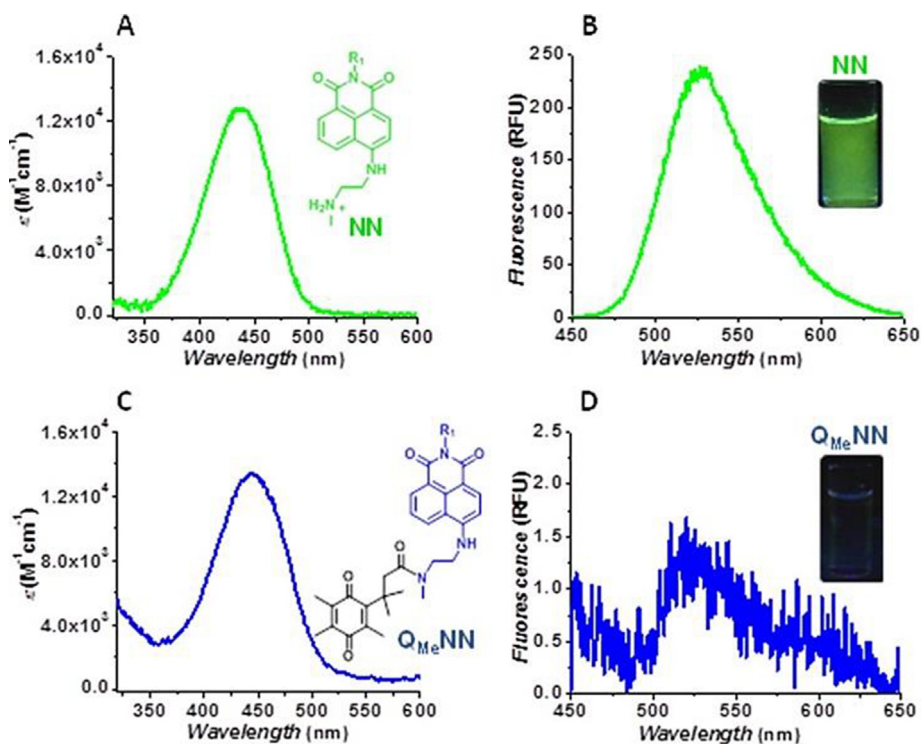 A
1.6x10⁴
1.2x10⁴
8.0x10³
4.0x10³
0.0
ε (M⁻¹cm⁻¹)
350 400 450 500 550 600
Wavelength (nm)
R₁
O N O
NH
H₂N
+
NN
B
250
200
150
100
50
0
Fluorescence (RFU)
450 500 550 600 650
Wavelength (nm)
NN
C
1.6x10⁴
1.2x10⁴
8.0x10³
4.0x10³
0.0
ε (M⁻¹cm⁻¹)
350 400 450 500 550 600
Wavelength (nm)
R₁
O N O
NH
O
N
O
O
QMeNN
D
2.5
2.0
1.5
1.0
0.5
0.0
Fluorescence (RFU)
450 500 550 600 650
Wavelength (nm)
QMeNN